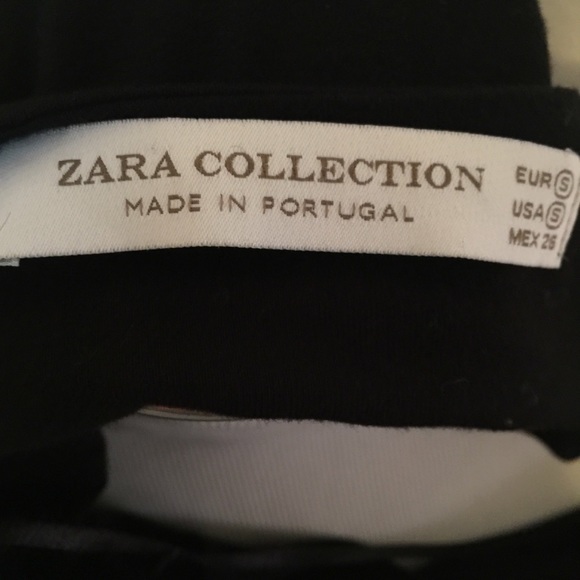 ZARA COLLECTION
MADE IN PORTUGAL
EUR S
USA S
MEX 26